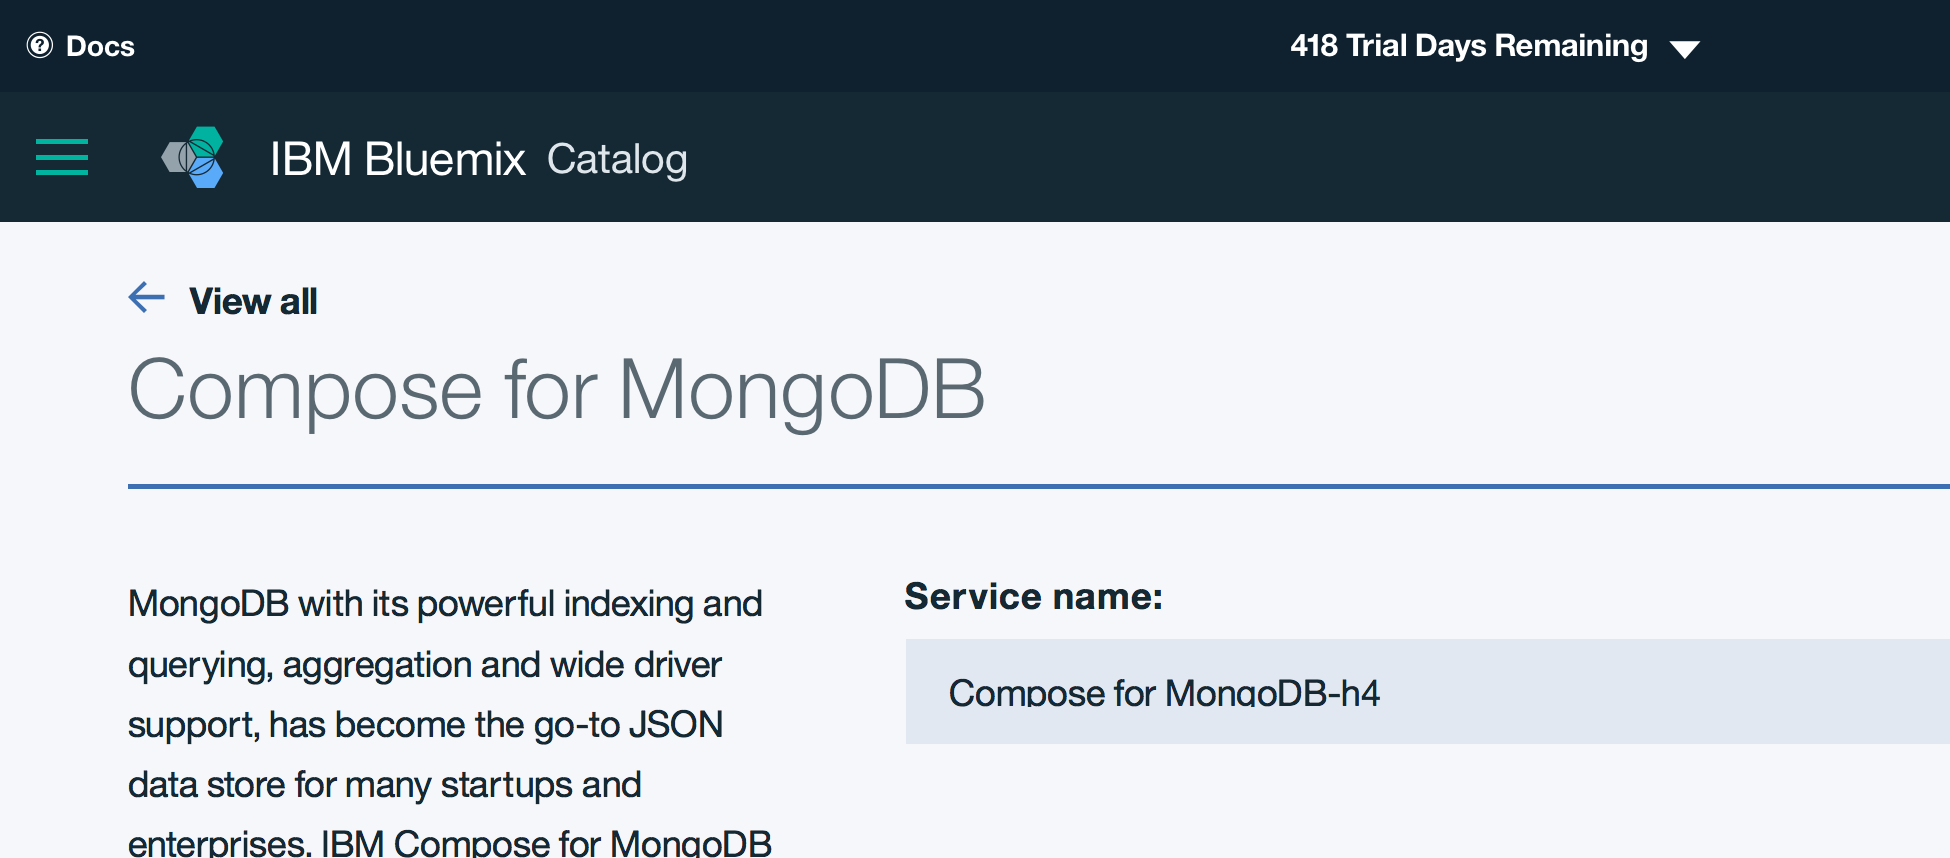 Docs
418 Trial Days Remaining
IBM Bluemix Catalog
View all
Compose for MongoDB
MongoDB with its powerful indexing and
querying, aggregation and wide driver
support, has become the go-to JSON
data store for many startups and
enterprises. IBM Compose for MongoDB
Service name:
Compose for MongoDB-h4